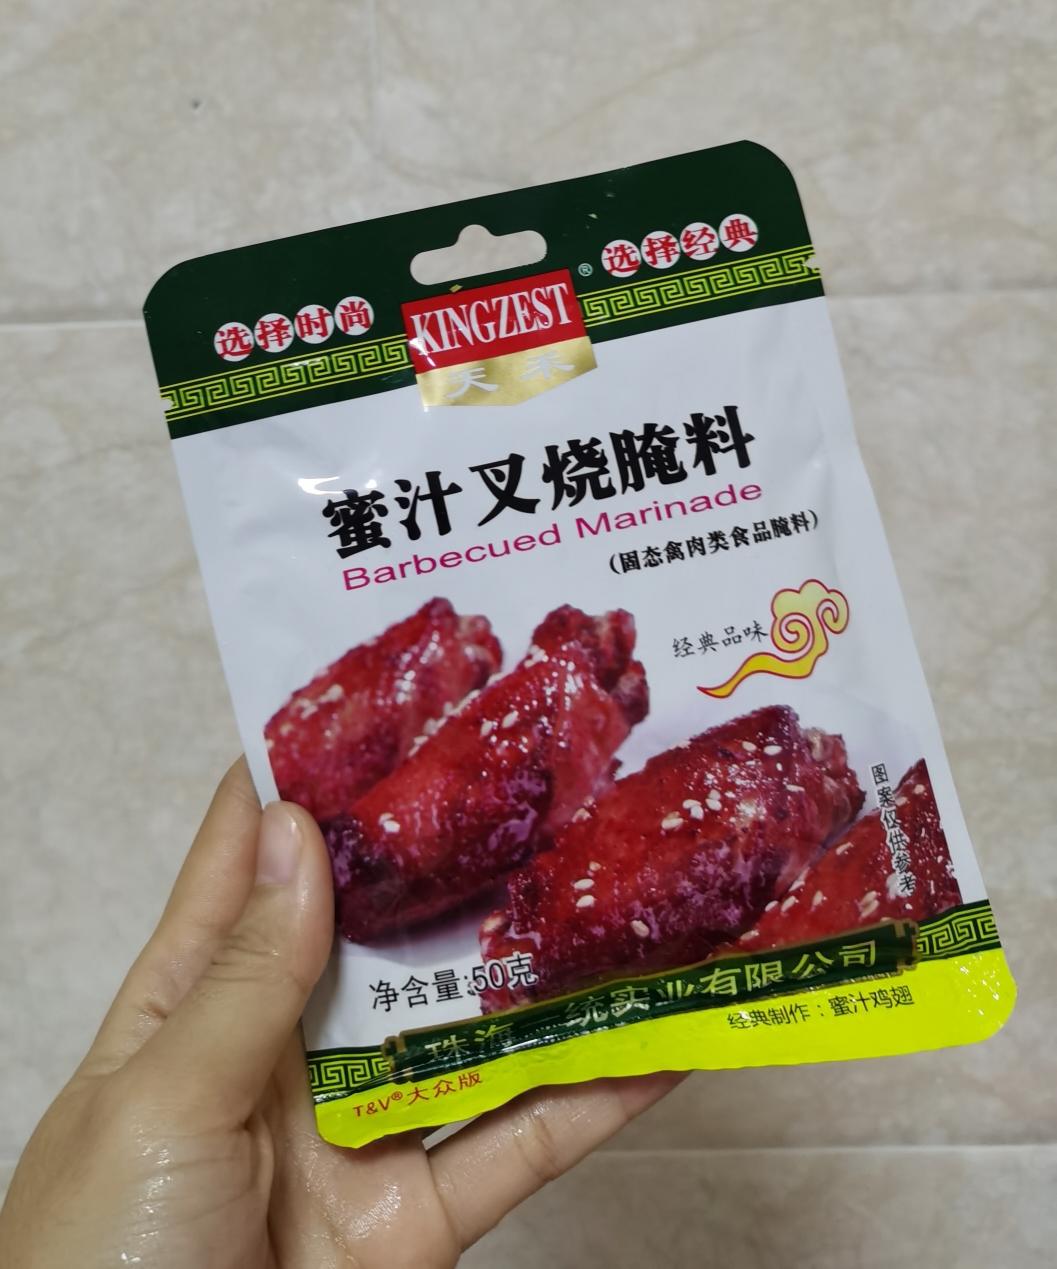 选择时尚
选择经典
KINGZEST®
天禾
蜜汁叉烧腌料
Barbecued Marinade
(固态禽肉类食品腌料)
经典品味
图案仅供参考
净含量:50克
珠海一统实业有限公司
经典制作：蜜汁鸡翅
T&V®大众版